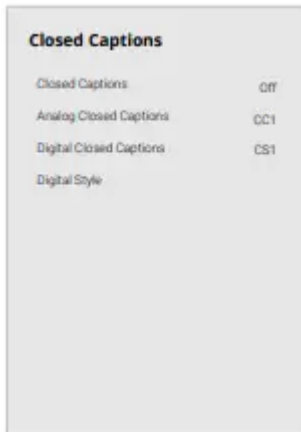 Closed Captions
Closed Captions Off
Analog Closed Captions CC1
Digital Closed Captions CS1
Digital Style